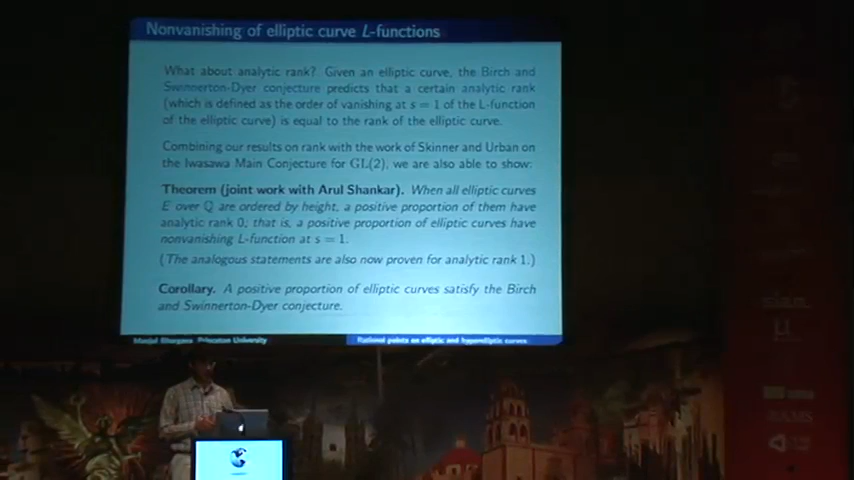 Nonvanishing of elliptic curve L-functions
What about analytic rank? Given an elliptic curve, the Birch and
Swinnerton-Dyer conjecture predicts that a certain analytic rank
(which is defined as the order of vanishing at s = 1 of the L-function
of the elliptic curve) is equal to the rank of the elliptic curve.
Combining our results on rank with the work of Skinner and Urban on
the Iwasawa Main Conjecture for GL(2), we are also able to show:
Theorem (joint work with Arul Shankar). When all elliptic curves
E over ℚ are ordered by height, a positive proportion of them have
analytic rank 0; that is, a positive proportion of elliptic curves have
nonvanishing L-function at s = 1.
(The analogous statements are also now proven for analytic rank 1.)
Corollary. A positive proportion of elliptic curves satisfy the Birch
and Swinnerton-Dyer conjecture.
Manjul Bhargava, Princeton University
Rational points on elliptic and hyperelliptic curves